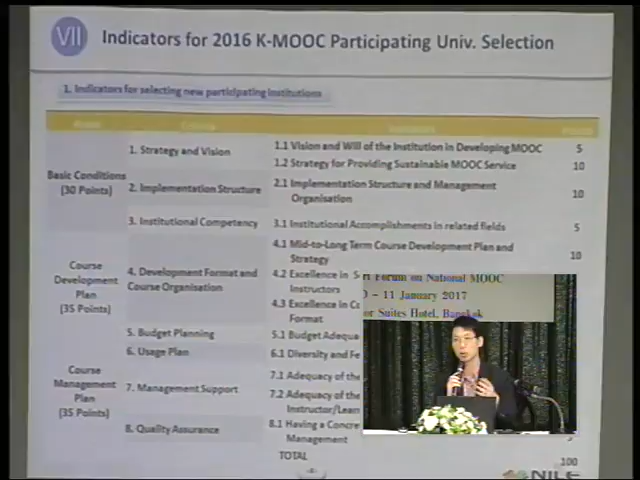 VII
Indicators for 2016 K-MOOC Participating Univ. Selection
1. Indicators for selecting new participating institutions
Basic Conditions
(30 Points)
1. Strategy and Vision
1.1 Vision and Will of the Institution in Developing MOOC
5
1.2 Strategy for Providing Sustainable MOOC Service
10
2. Implementation Structure
2.1 Implementation Structure and Management
Organisation
10
3. Institutional Competency
3.1 Institutional Accomplishments in related fields
5
Course
Development
Plan
(35 Points)
4. Development Format and
Course Organisation
4.1 Mid-to-Long Term Course Development Plan and
Strategy
10
4.2 Excellence in S
Instructors
4.3 Excellence in Co
Format
5. Budget Planning
5.1 Budget Adequa
Course
Management
Plan
(35 Points)
6. Usage Plan
6.1 Diversity and Fe
7. Management Support
7.1 Adequacy of the
7.2 Adequacy of the
Instructor/Lear
8. Quality Assurance
8.1 Having a Concre
Management
TOTAL
100
NILE
Forum on National MOOC
– 11 January 2017
or Suites Hotel, Bangkok